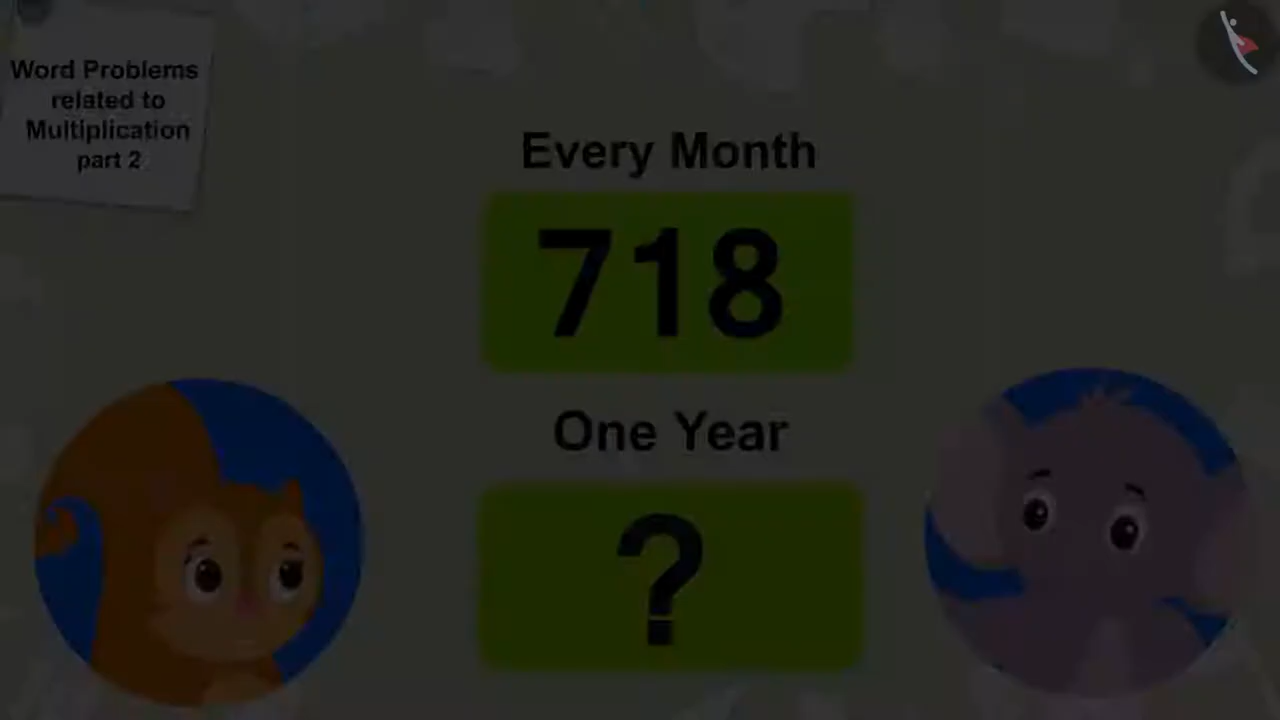 Word Problems
related to
Multiplication
part 2
Every Month
718
One Year
?